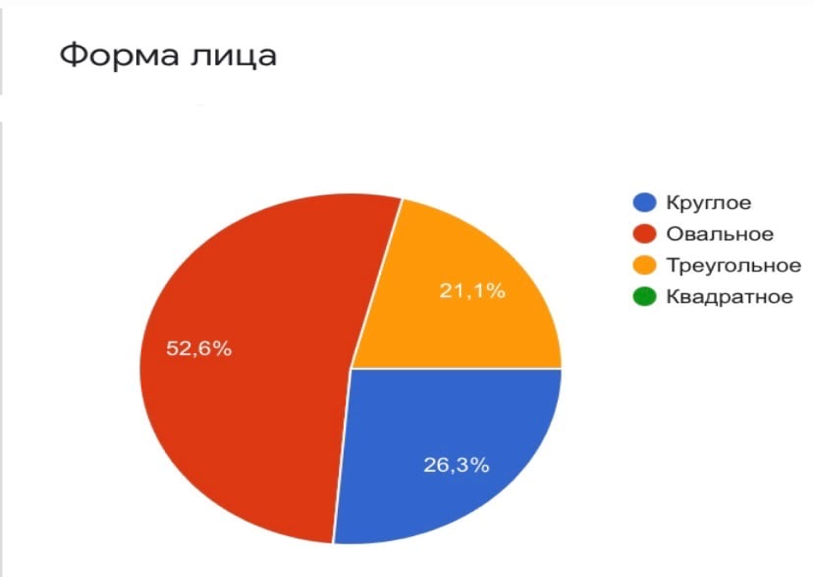 Форма лица
Круглое
Овальное
Треугольное
Квадратное
21,1%
52,6%
26,3%